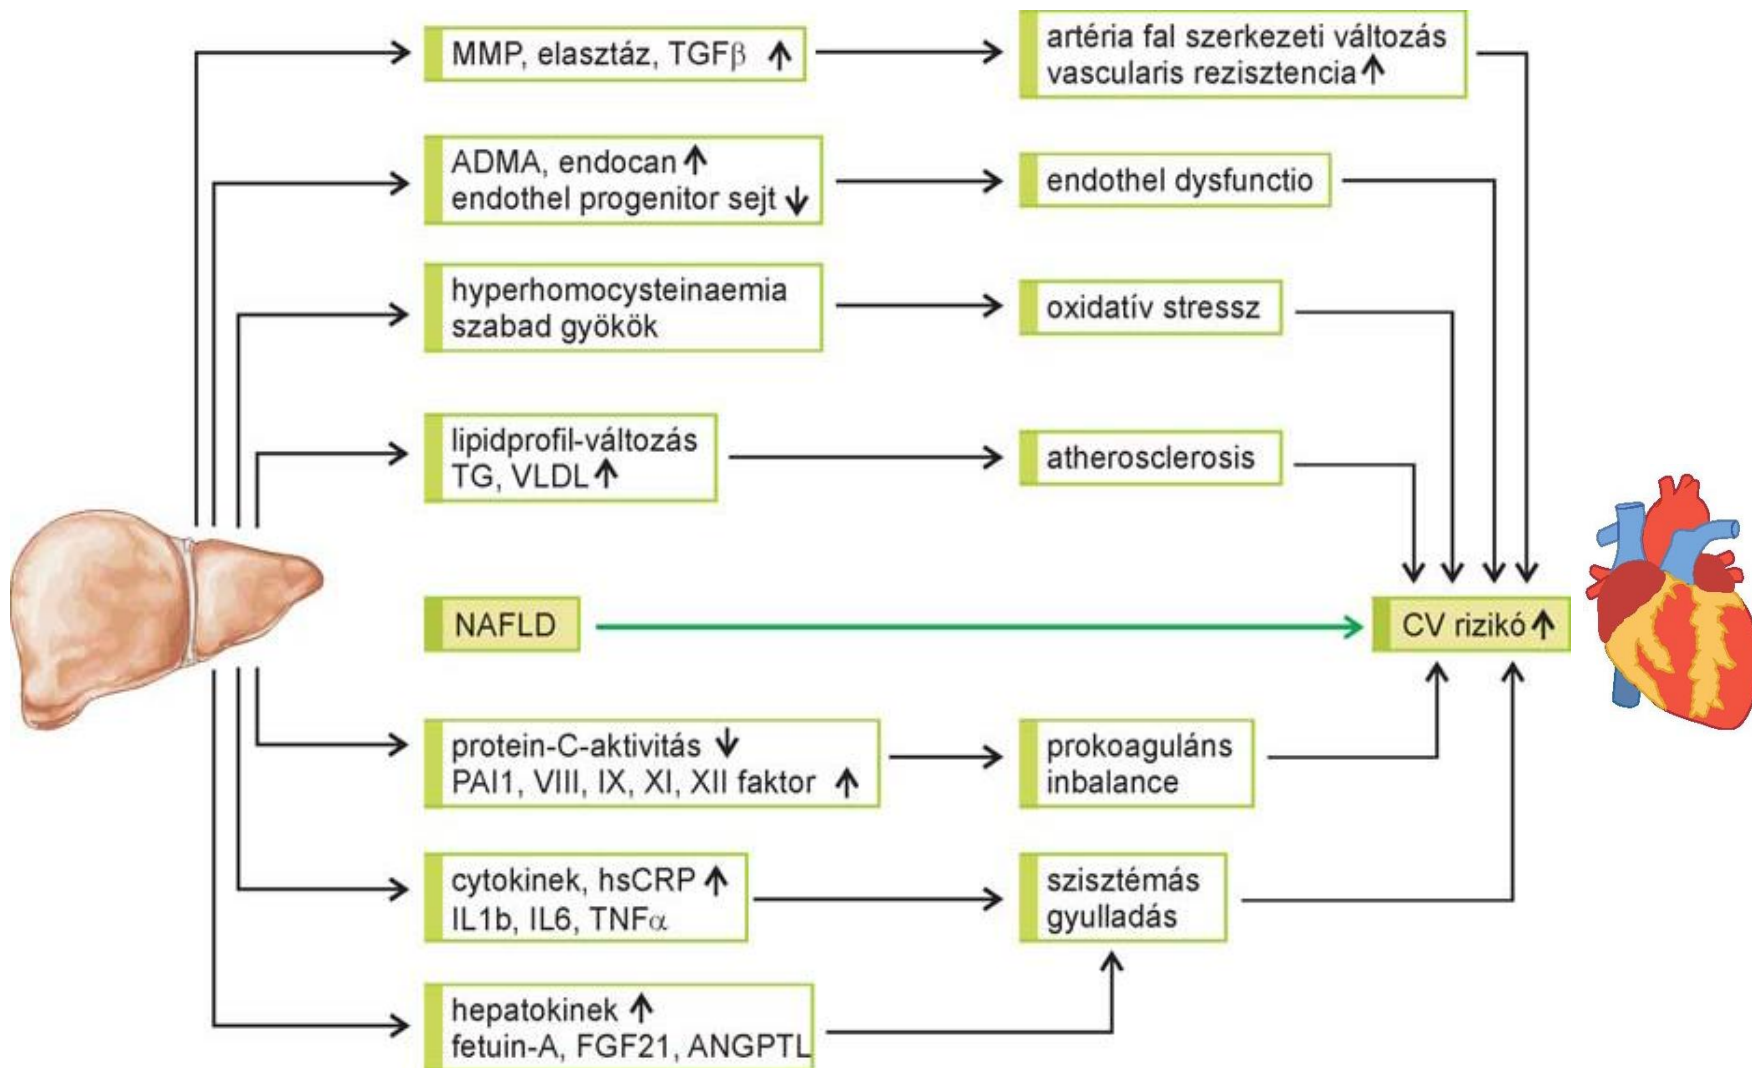 MMP, elasztáz, TGFβ ↑
artéria fal szerkezeti változás
vascularis rezisztencia ↑
ADMA, endocan ↑
endothel progenitor sejt ↓
endothel dysfunctio
hyperhomocysteinaemia
szabad gyökök
oxidatív stressz
lipidprofil-változás
TG, VLDL ↑
atherosclerosis
NAFLD
CV rizikó ↑
protein-C-aktivitás ↓
PAI1, VIII, IX, XI, XII faktor ↑
prokoaguláns
inbalance
cytokinek, hsCRP ↑
IL1b, IL6, TNFα
szisztémás
gyulladás
hepatokinek ↑
fetuin-A, FGF21, ANGPTL